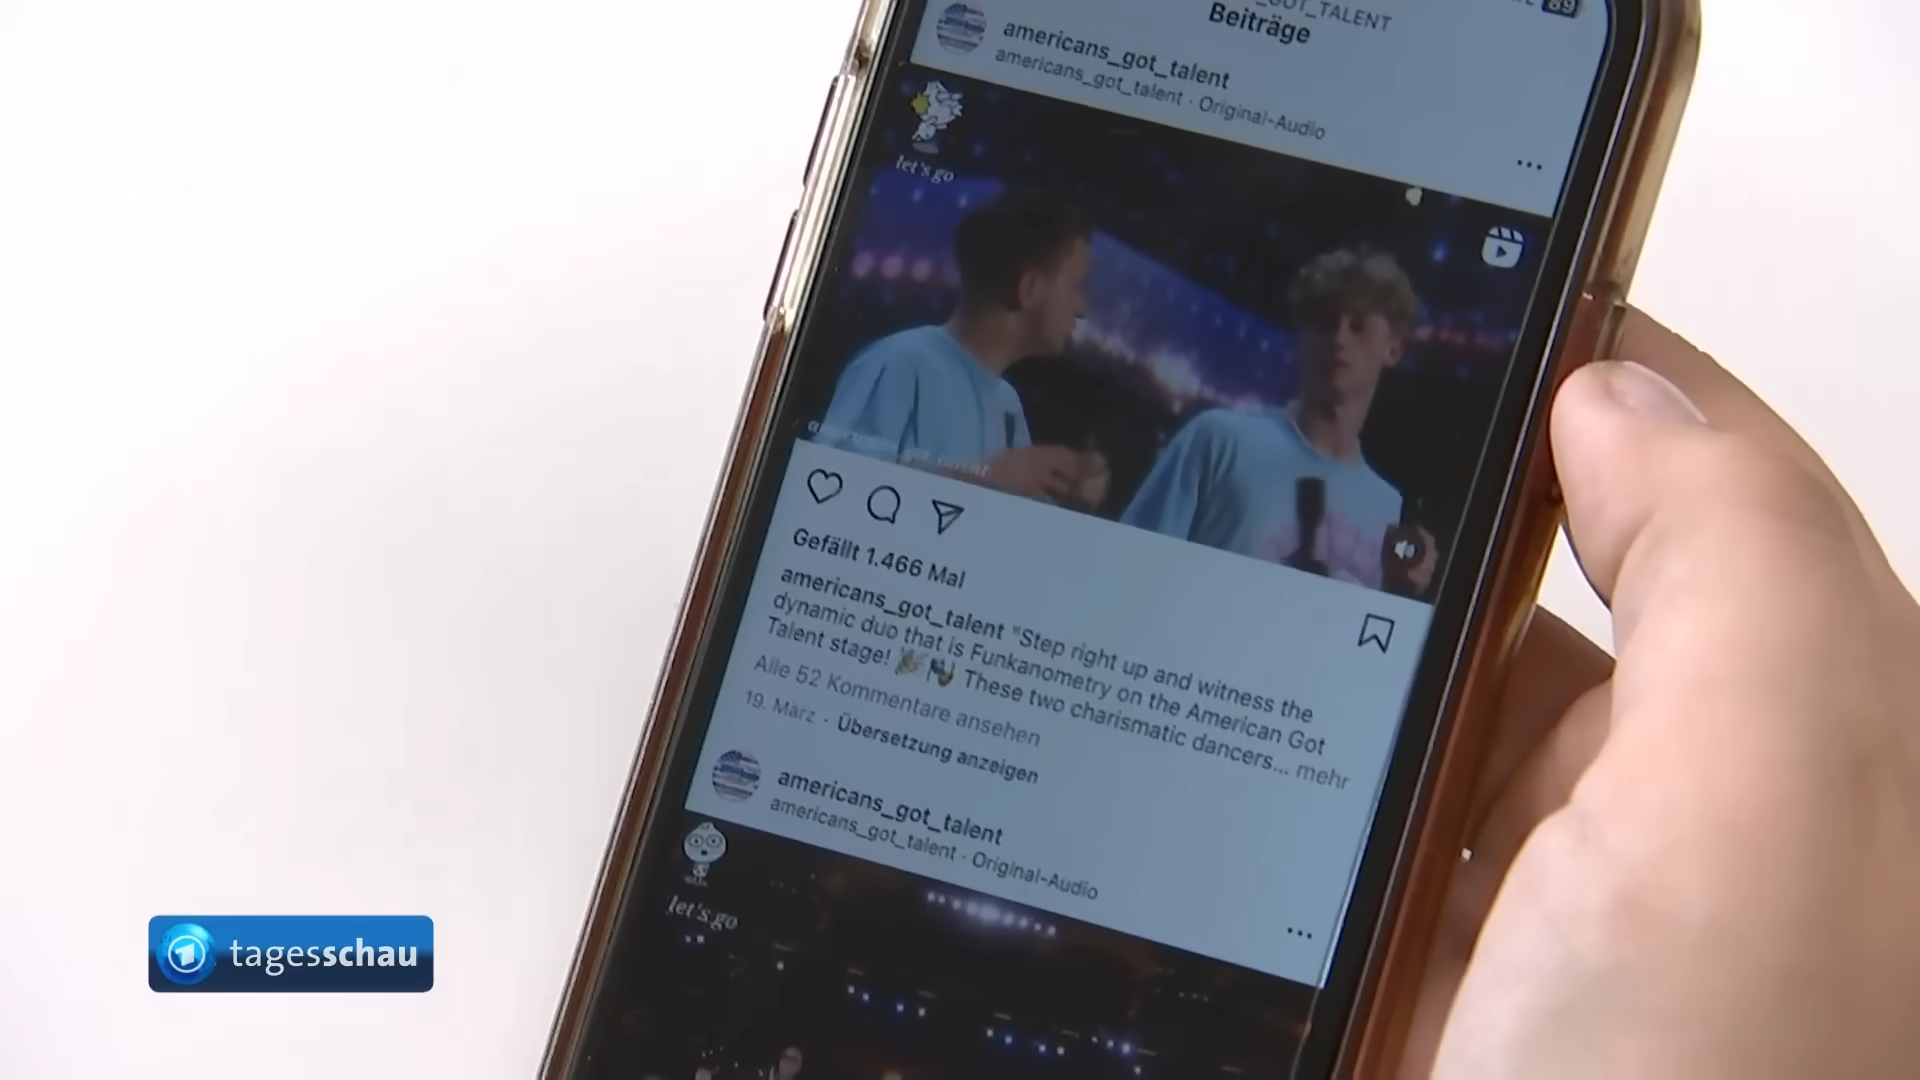 GOT_TALENT
89
Beiträge
americans_got_talent
americans_got_talent · Original-Audio
let's go
Gefällt 1.466 Mal
americans_got_talent "Step right up and witness the
dynamic duo that is Funkanometry on the American Got
Talent stage! 🎉 These two charismatic dancers... mehr
Alle 52 Kommentare ansehen
19. März · Übersetzung anzeigen
americans_got_talent
americans_got_talent · Original-Audio
let's go
tagesschau